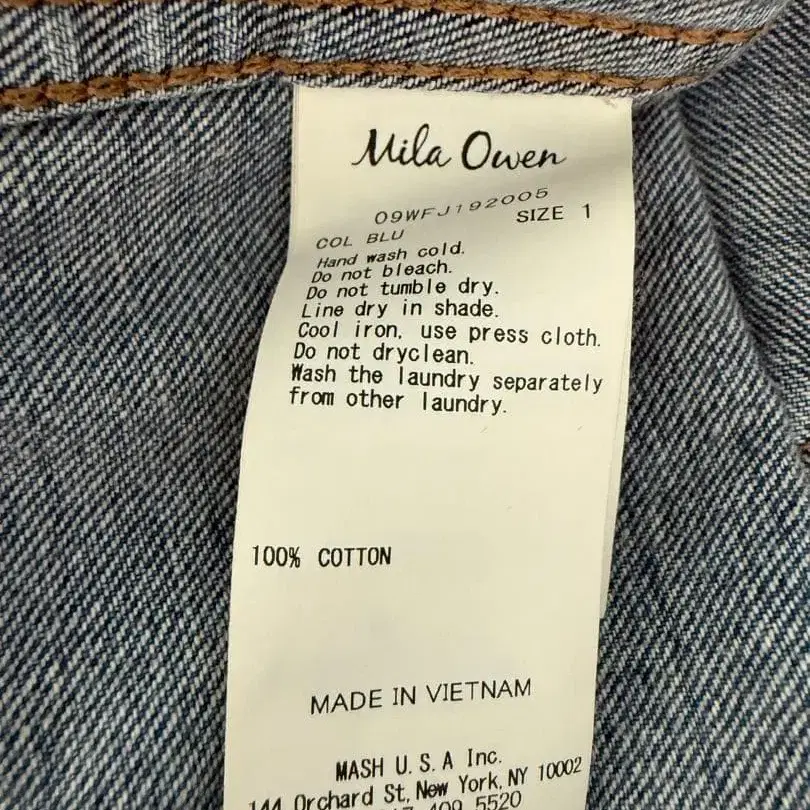 Mila Owen
09WFJ192005
SIZE 1
COL BLU
Hand wash cold.
Do not bleach.
Do not tumble dry.
Line dry in shade.
Cool iron, use press cloth.
Do not dryclean.
Wash the laundry separately
from other laundry.
100% COTTON
MADE IN VIETNAM
MASH U.S.A Inc.
144 Orchard St, New York, NY 10002
409 5520